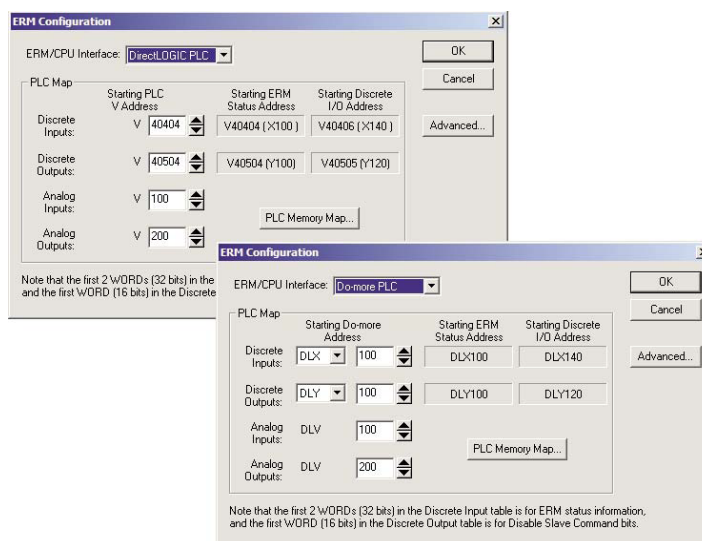 ERM Configuration
ERM/CPU Interface: DirectLOGIC PLC
OK
Cancel
Advanced...
PLC Map
Starting PLC V Address
Starting ERM Status Address
Starting Discrete I/O Address
Discrete Inputs: V 40404 V40404 (X100 ) V40406 (X140 )
Discrete Outputs: V 40504 V40504 (Y100) V40505 (Y120)
Analog Inputs: V 100
Analog Outputs: V 200
PLC Memory Map...
Note that the first 2 WORDs (32 bits) in the
and the first WORD (16 bits) in the Discrete
ERM Configuration
ERM/CPU Interface: Do-more PLC
OK
Cancel
Advanced...
PLC Map
Starting Do-more Address
Starting ERM Status Address
Starting Discrete I/O Address
Discrete Inputs: DLX 100 DLX100 DLX140
Discrete Outputs: DLY 100 DLY100 DLY120
Analog Inputs: DLV 100
Analog Outputs: DLV 200
PLC Memory Map...
Note that the first 2 WORDs (32 bits) in the Discrete Input table is for ERM status information,
and the first WORD (16 bits) in the Discrete Output table is for Disable Slave Command bits.